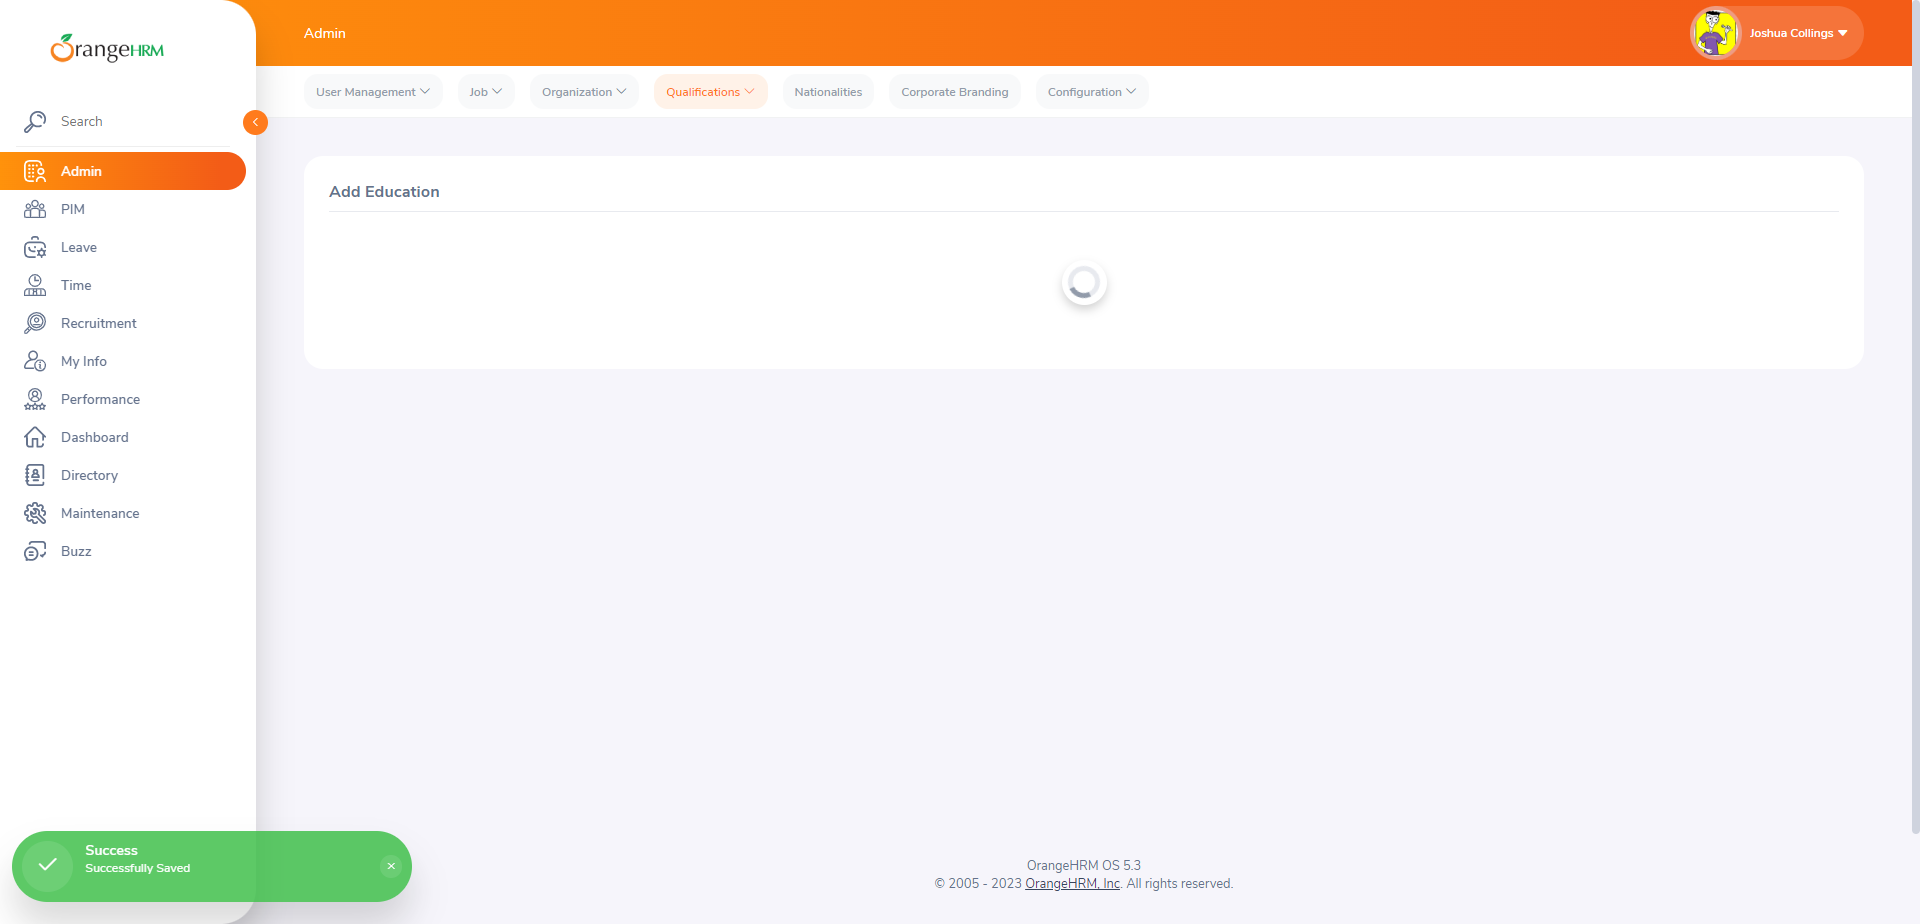 OrangeHRM
Search
Admin
PIM
Leave
Time
Recruitment
My Info
Performance
Dashboard
Directory
Maintenance
Buzz
Admin
Joshua Collings
User Management
Job
Organization
Qualifications
Nationalities
Corporate Branding
Configuration
Add Education
Success
Successfully Saved
OrangeHRM OS 5.3
© 2005 - 2023 OrangeHRM, Inc. All rights reserved.